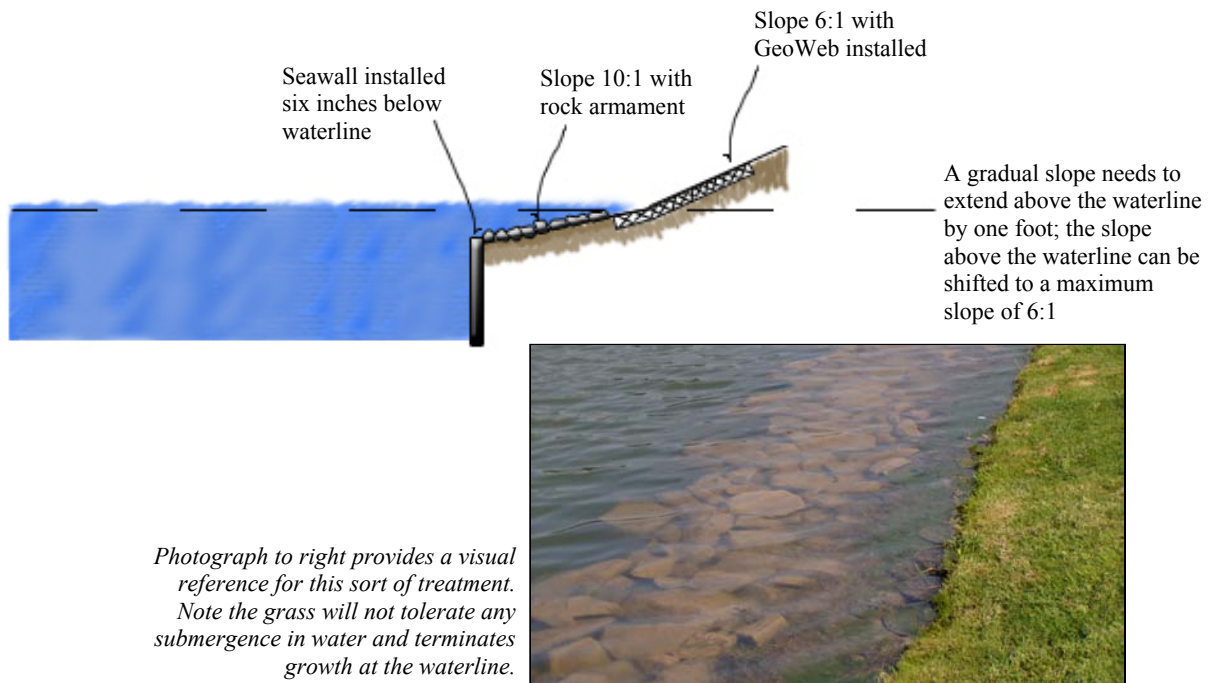 Slope 6:1 with
GeoWeb installed
Seawall installed
six inches below
waterline
Slope 10:1 with
rock armament
A gradual slope needs to
extend above the waterline
by one foot; the slope
above the waterline can be
shifted to a maximum
slope of 6:1
Photograph to right provides a visual
reference for this sort of treatment.
Note the grass will not tolerate any
submergence in water and terminates
growth at the waterline.